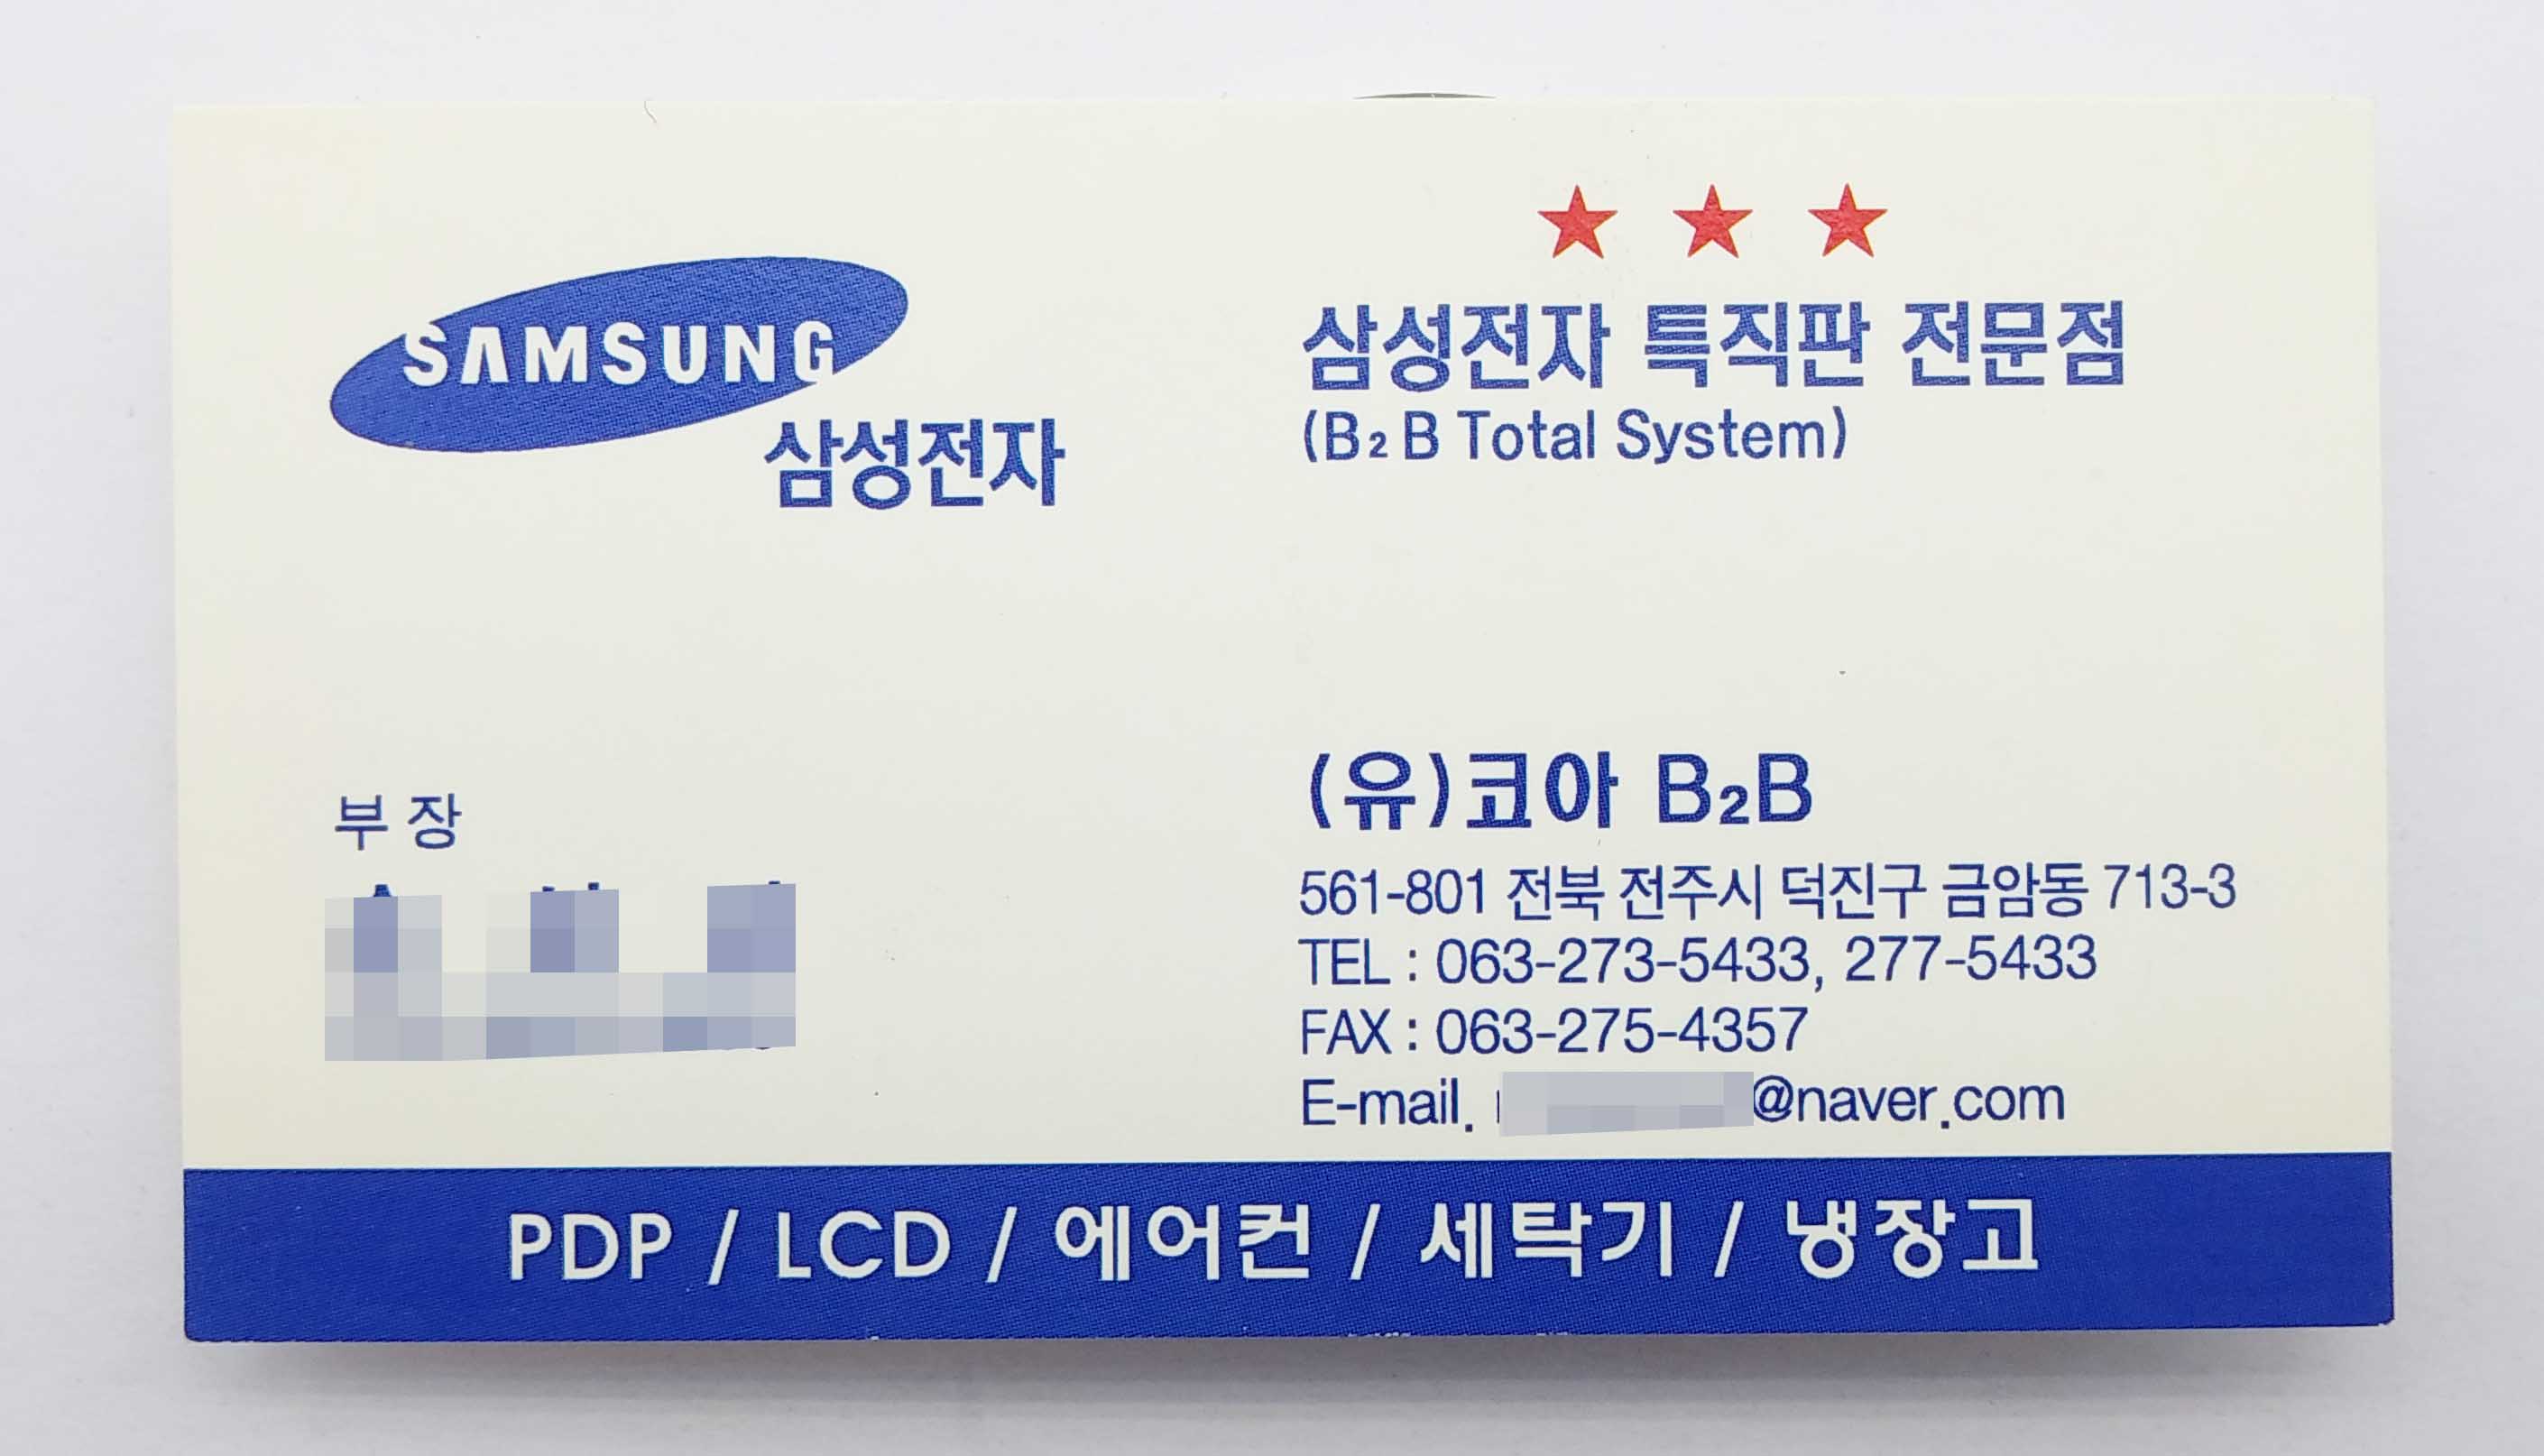 SAMSUNG
삼성전자
★ ★ ★
삼성전자 특직판 전문점
(B2B Total System)
부장
(유)코아 B2B
561-801 전북 전주시 덕진구 금암동 713-3
TEL : 063-273-5433, 277-5433
FAX : 063-275-4357
E-mail. @naver.com
PDP / LCD / 에어컨 / 세탁기 / 냉장고